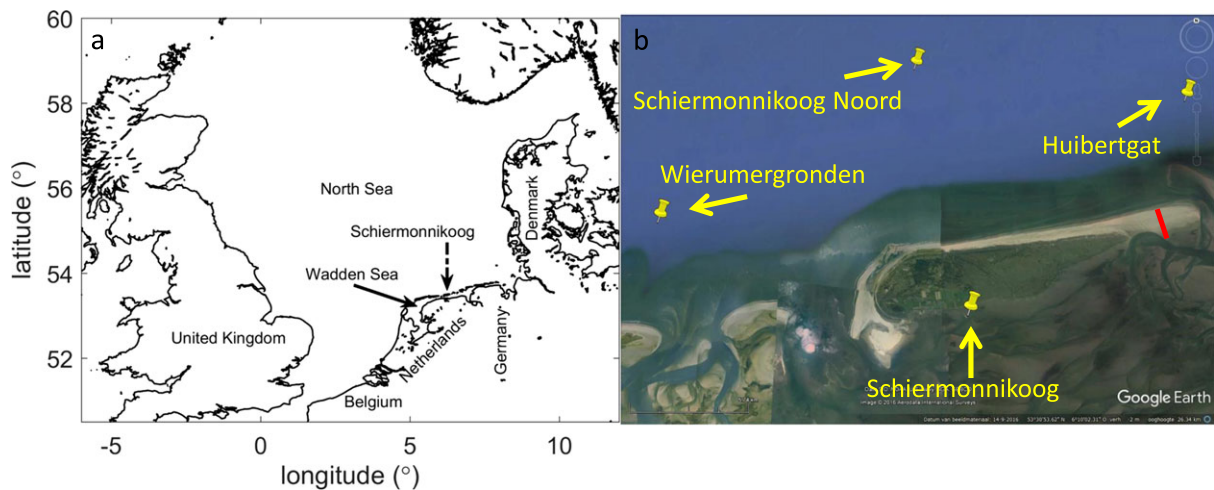 a
60
58
56
54
52
latitude (°)
North Sea
Denmark
Schiermonnikoog
Wadden Sea
United Kingdom
Netherlands
Germany
Belgium
-5
0
5
10
longitude (°)
b
Schiermonnikoog Noord
Huibertgat
Wierumergronden
Schiermonnikoog
Google Earth